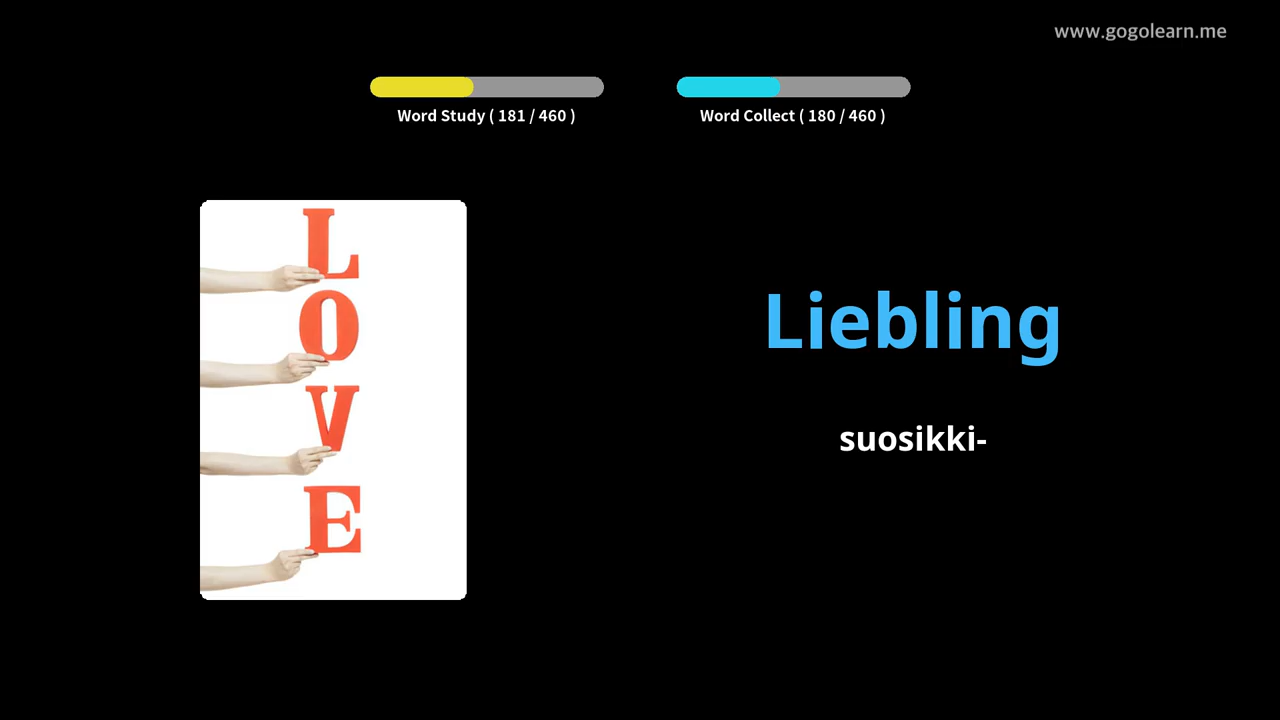 www.gogolearn.me
Word Study ( 181 / 460 )
Word Collect ( 180 / 460 )
L
O
V
E
Liebling
suosikki-